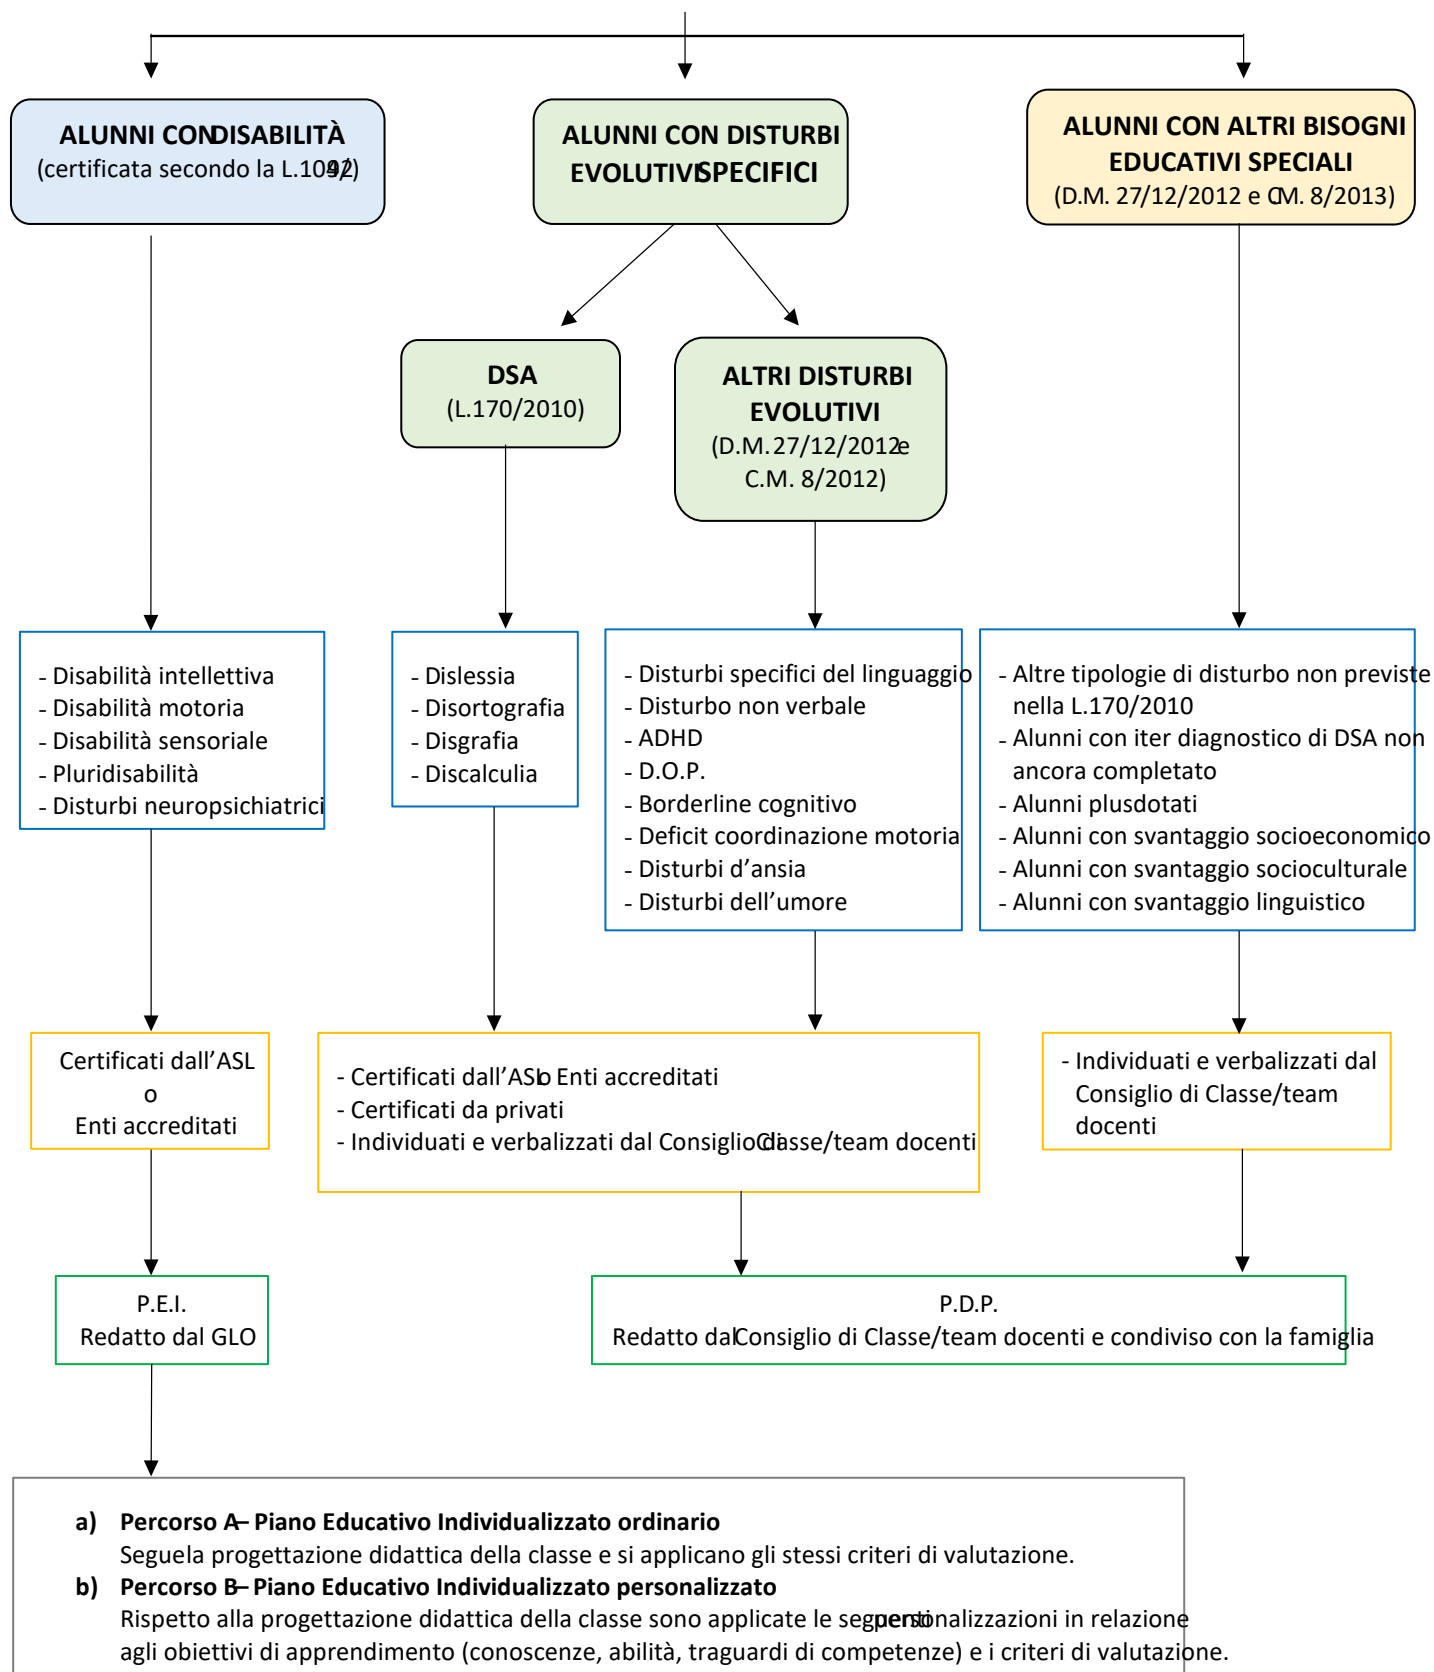 ALUNNI CON DISABILITÀ
(certificata secondo la L.104/92)
ALUNNI CON DISTURBI
EVOLUTIVI SPECIFICI
ALUNNI CON ALTRI BISOGNI
EDUCATIVI SPECIALI
(D.M. 27/12/2012 e C.M. 8/2013)
DSA
(L.170/2010)
ALTRI DISTURBI
EVOLUTIVI
(D.M. 27/12/2012 e
C.M. 8/2012)
- Disabilità intellettiva
- Disabilità motoria
- Disabilità sensoriale
- Pluridisabilità
- Disturbi neuropsichiatrici
- Dislessia
- Disortografia
- Disgrafia
- Discalculia
- Disturbi specifici del linguaggio
- Disturbo non verbale
- ADHD
- D.O.P.
- Borderline cognitivo
- Deficit coordinazione motoria
- Disturbi d’ansia
- Disturbi dell’umore
- Altre tipologie di disturbo non previste
nella L.170/2010
- Alunni con iter diagnostico di DSA non
ancora completato
- Alunni plusdotati
- Alunni con svantaggio socioeconomico
- Alunni con svantaggio socioculturale
- Alunni con svantaggio linguistico
Certificati dall’ASL
o
Enti accreditati
- Certificati dall’ASL o Enti accreditati
- Certificati da privati
- Individuati e verbalizzati dal Consiglio di Classe/team docenti
- Individuati e verbalizzati dal
Consiglio di Classe/team
docenti
P.E.I.
Redatto dal GLO
P.D.P.
Redatto dal Consiglio di Classe/team docenti e condiviso con la famiglia
a) Percorso A – Piano Educativo Individualizzato ordinario
Segue la progettazione didattica della classe e si applicano gli stessi criteri di valutazione.
b) Percorso B – Piano Educativo Individualizzato personalizzato
Rispetto alla progettazione didattica della classe sono applicate le seguenti personalizzazioni in relazione
agli obiettivi di apprendimento (conoscenze, abilità, traguardi di competenze) e i criteri di valutazione.